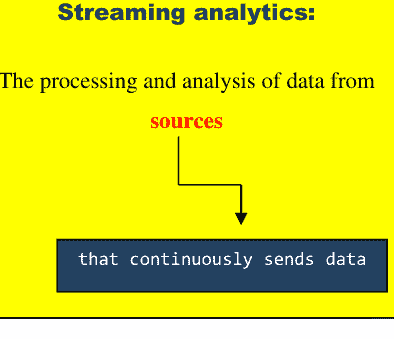 Streaming analytics:
The processing and analysis of data from
sources
that continuously sends data